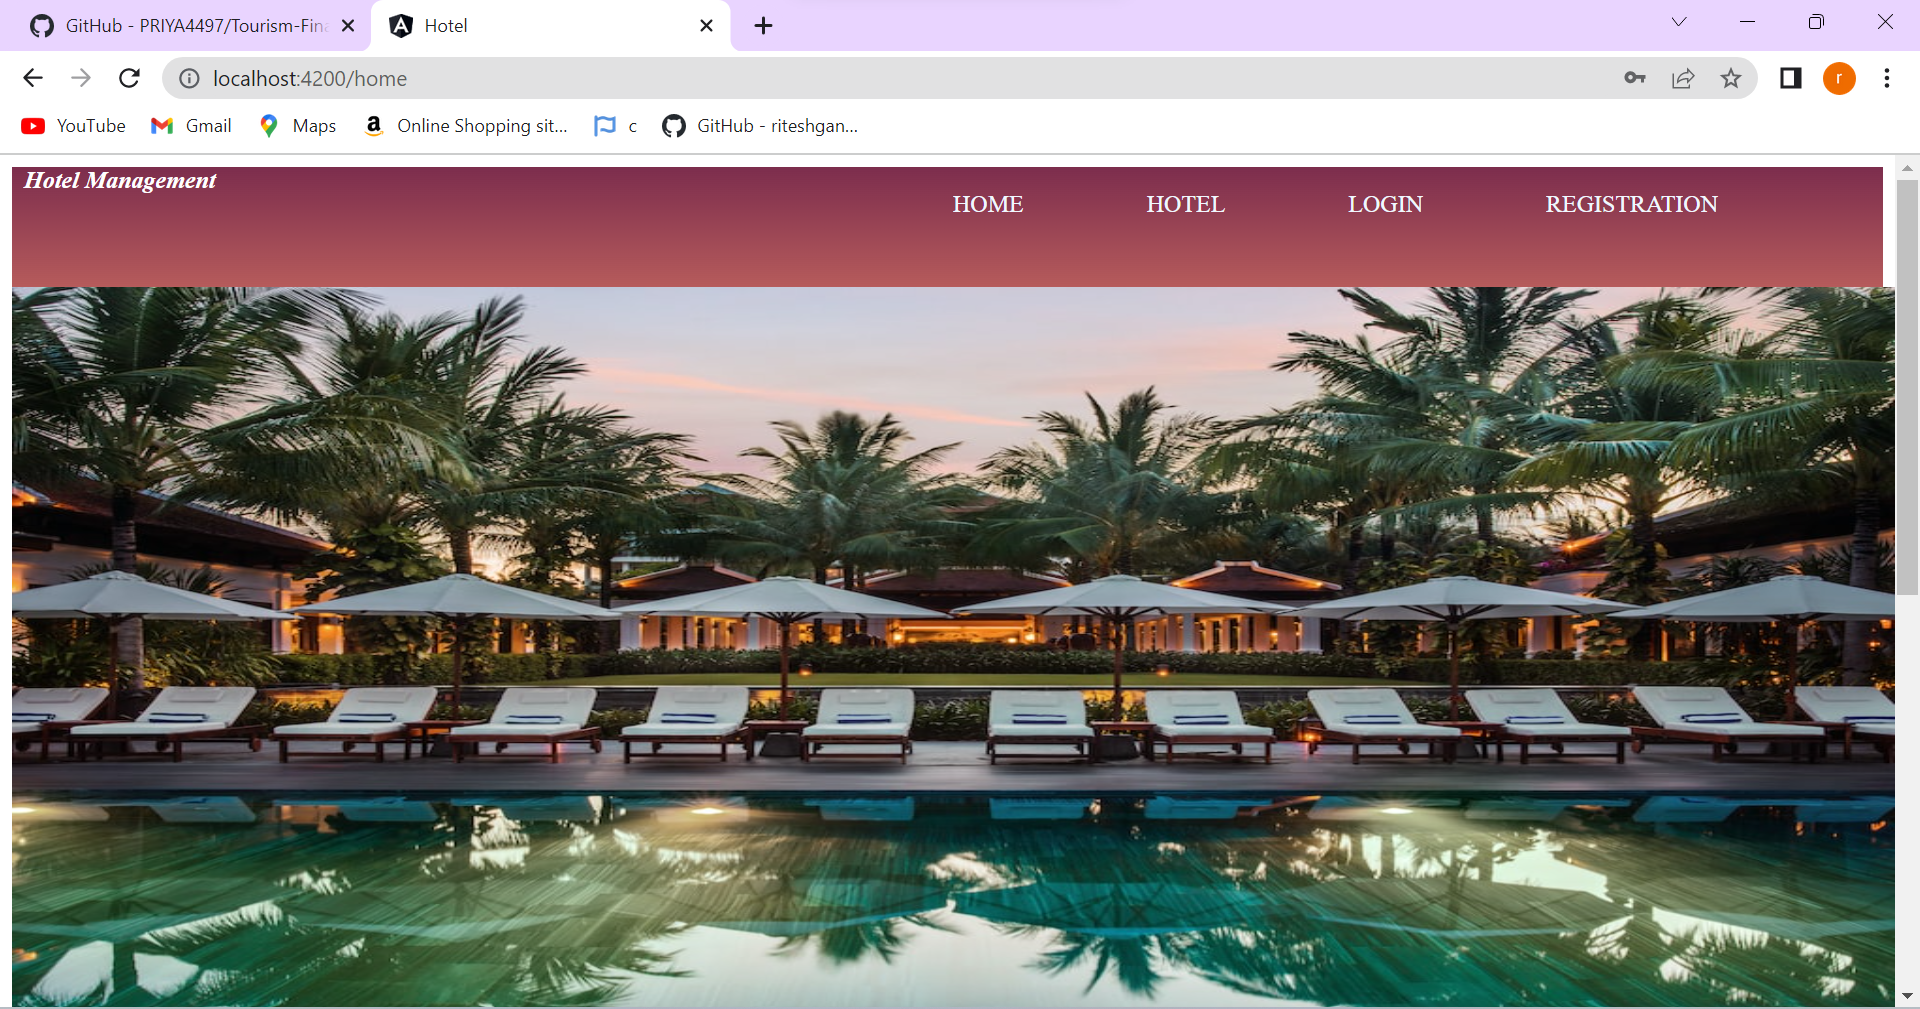 GitHub - PRIYA4497/Tourism-Fina
Hotel
localhost:4200/home
r
YouTube
Gmail
Maps
Online Shopping sit...
c
GitHub - riteshgan...
Hotel Management
HOME
HOTEL
LOGIN
REGISTRATION